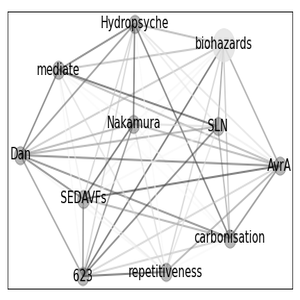 Hydropsyche
biohazards
mediate
Nakamura
SLN
Dan
AvrA
SEDAVFs
carbonisation
623
repetitiveness